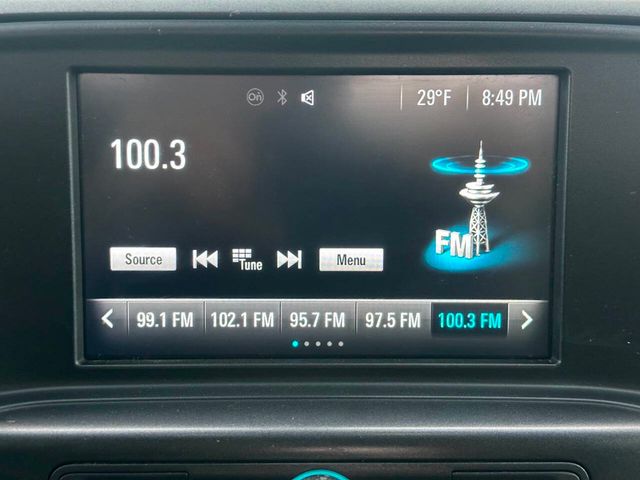 On 29°F 8:49 PM
100.3
FM
Source Tune Menu
99.1 FM 102.1 FM 95.7 FM 97.5 FM 100.3 FM